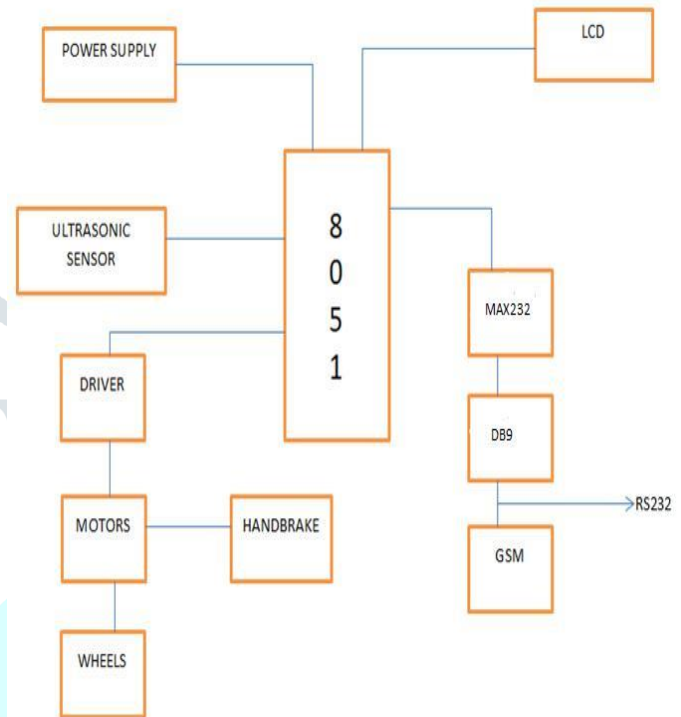 POWER SUPPLY
LCD
ULTRASONIC
SENSOR
8
0
5
1
MAX232
DRIVER
DB9
RS232
MOTORS
HANDBRAKE
GSM
WHEELS